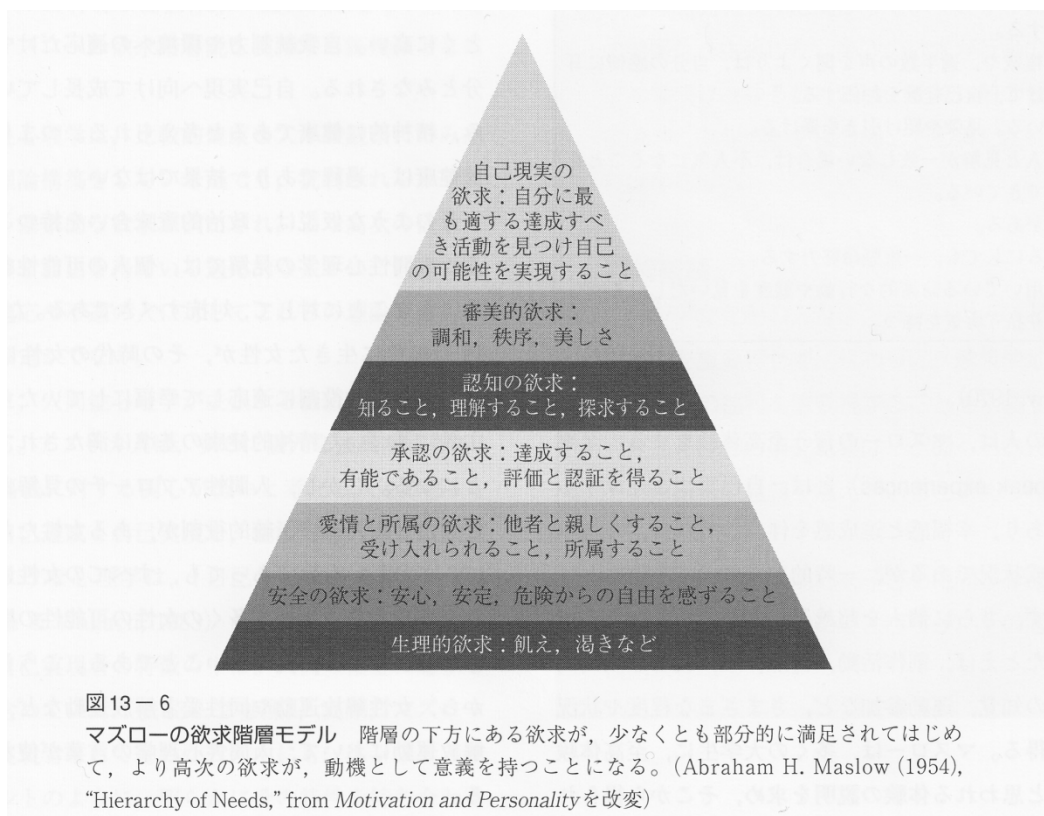 自己現実の
欲求：自分に最
も適する達成すべ
き活動を見つけ自己
の可能性を実現すること
審美的欲求：
調和，秩序，美しさ
認知の欲求：
知ること，理解すること，探求すること
承認の欲求：達成すること，
有能であること，評価と認証を得ること
愛情と所属の欲求：他者と親しくすること，
受け入れられること，所属すること
安全の欲求：安心，安定，危険からの自由を感ずること
生理的欲求：飢え，渇きなど
図13－6
マズローの欲求階層モデル　階層の下方にある欲求が，少なくとも部分的に満足されてはじめ
て，より高次の欲求が，動機として意義を持つことになる。(Abraham H. Maslow (1954),
“Hierarchy of Needs,” from Motivation and Personalityを改変)